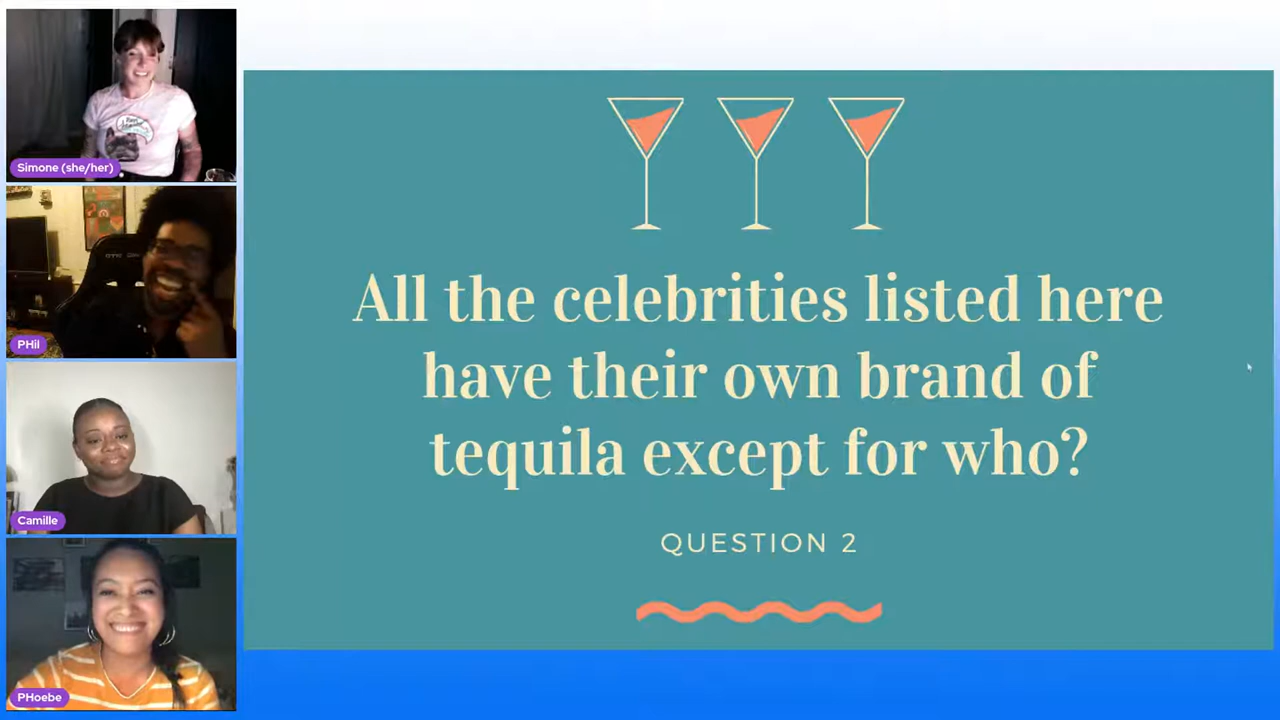 Simone (she/her)
PHil
Camille
PHoebe
All the celebrities listed here
have their own brand of
tequila except for who?
QUESTION 2